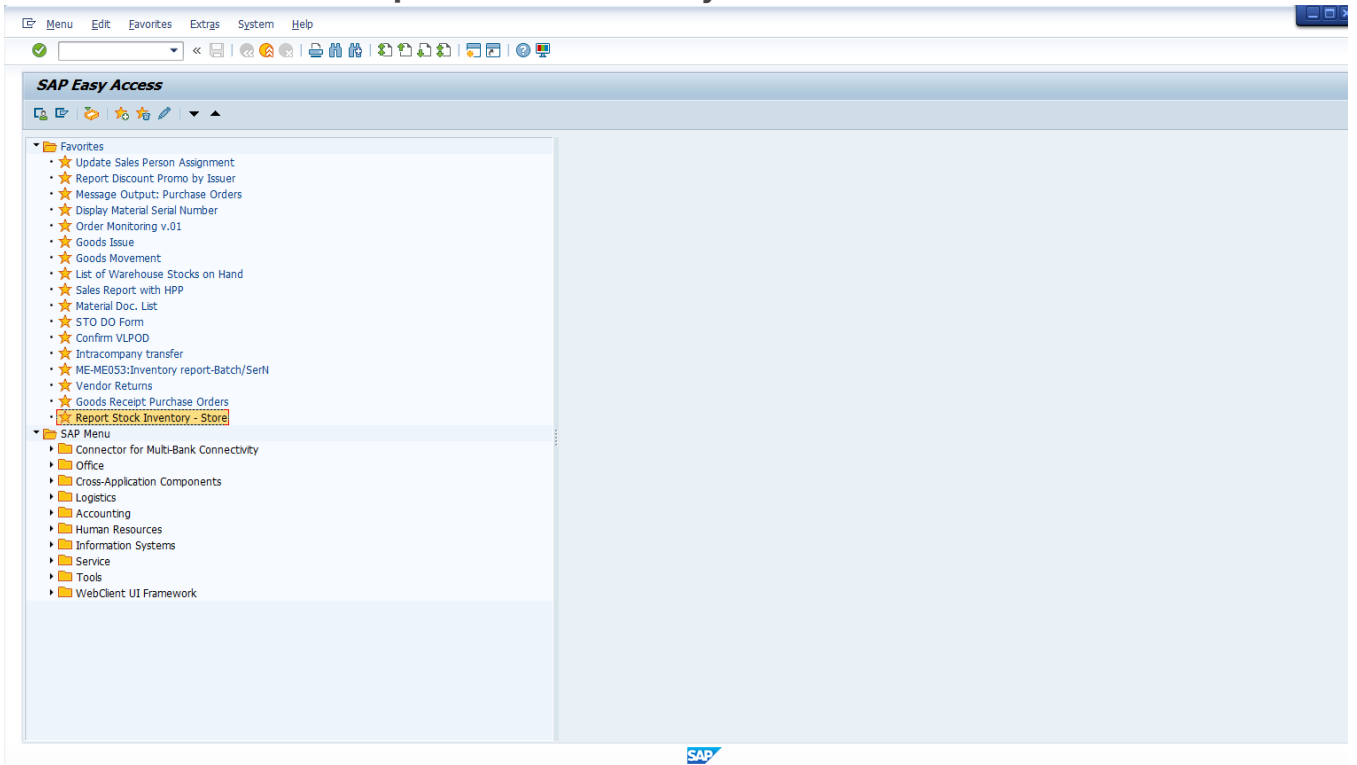 Menu Edit Favorites Extras System Help
SAP Easy Access
Favorites
Update Sales Person Assignment
Report Discount Promo by Issuer
Message Output: Purchase Orders
Display Material Serial Number
Order Monitoring v.01
Goods Issue
Goods Movement
List of Warehouse Stocks on Hand
Sales Report with HPP
Material Doc. List
STO DO Form
Confirm VLPOD
Intracompany transfer
ME-ME053:Inventory report-Batch/SerN
Vendor Returns
Goods Receipt Purchase Orders
Report Stock Inventory - Store
SAP Menu
Connector for Multi-Bank Connectivity
Office
Cross-Application Components
Logistics
Accounting
Human Resources
Information Systems
Service
Tools
WebClient UI Framework
SAP